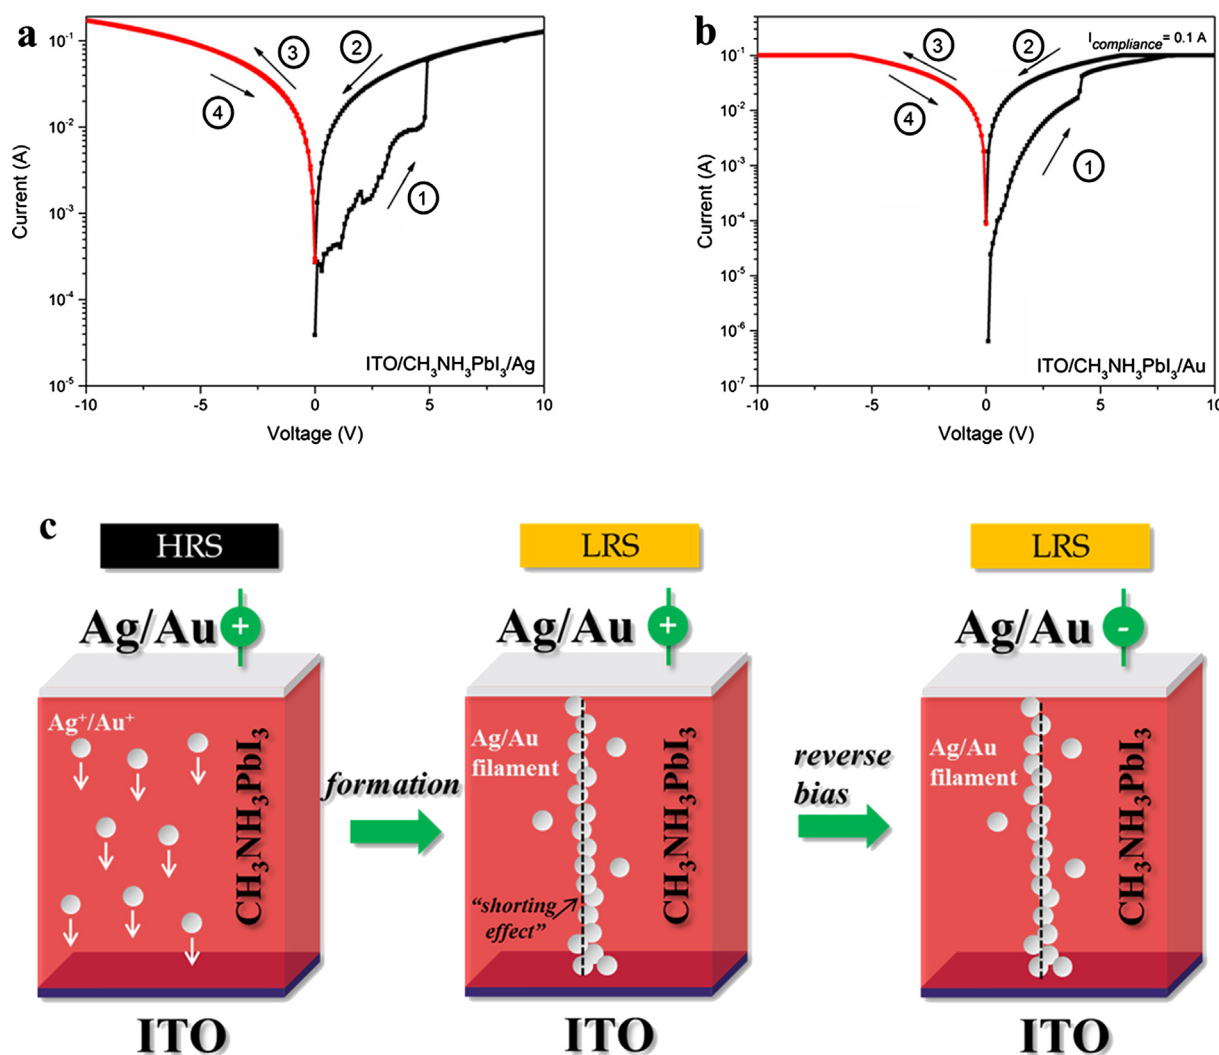 a
10⁻¹
10⁻²
10⁻³
10⁻⁴
10⁻⁵
Current (A)
③
②
④
①
ITO/CH₃NH₃PbI₃/Ag
-10
-5
0
5
10
Voltage (V)
b
10⁻¹
10⁻²
10⁻³
10⁻⁴
10⁻⁵
10⁻⁶
10⁻⁷
Current (A)
I compliance = 0.1 A
③
②
④
①
ITO/CH₃NH₃PbI₃/Au
-10
-5
0
5
10
Voltage (V)
c
HRS
Ag/Au +
Ag⁺/Au⁺
CH₃NH₃PbI₃
ITO
formation
LRS
Ag/Au +
Ag/Au
filament
CH₃NH₃PbI₃
“shorting
effect”
ITO
reverse
bias
LRS
Ag/Au -
Ag/Au
filament
CH₃NH₃PbI₃
ITO